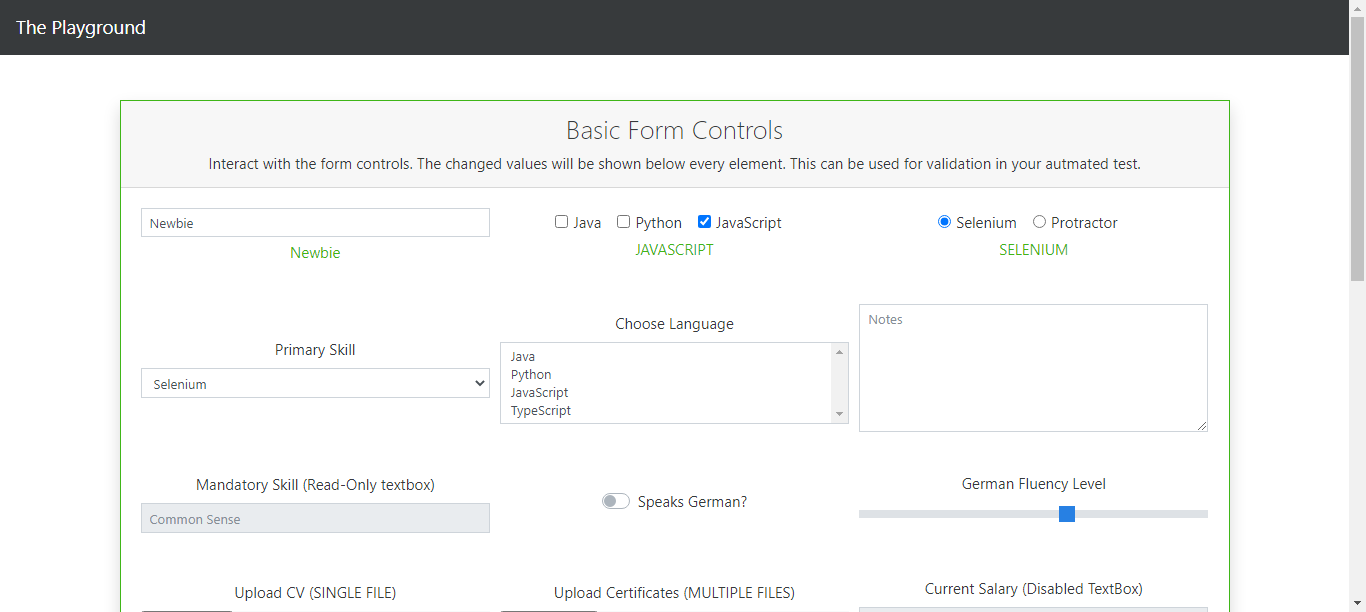 The Playground
Basic Form Controls
Interact with the form controls. The changed values will be shown below every element. This can be used for validation in your autmated test.
Newbie
Newbie
Java Python JavaScript
JAVASCRIPT
Selenium Protractor
SELENIUM
Primary Skill
Selenium
Choose Language
Java
Python
JavaScript
TypeScript
Notes
Mandatory Skill (Read-Only textbox)
Common Sense
Speaks German?
German Fluency Level
Upload CV (SINGLE FILE)
Upload Certificates (MULTIPLE FILES)
Current Salary (Disabled TextBox)